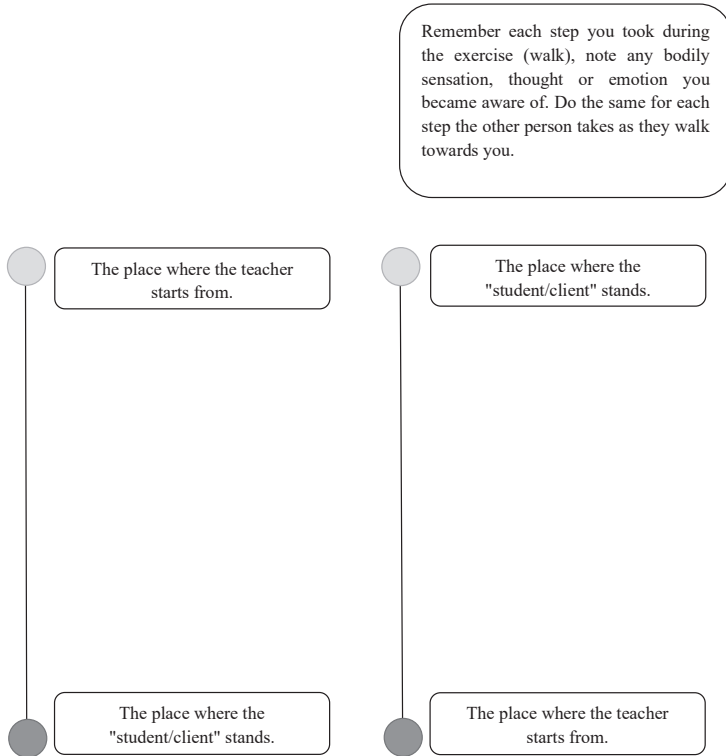 Remember each step you took during
the exercise (walk), note any bodily
sensation, thought or emotion you
became aware of. Do the same for each
step the other person takes as they walk
towards you.
The place where the teacher
starts from.
The place where the
"student/client" stands.
The place where the
"student/client" stands.
The place where the teacher
starts from.